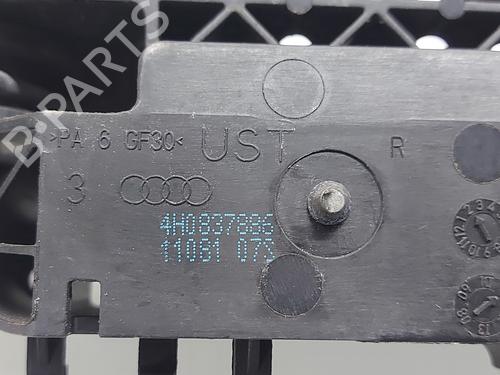 B-PARTS
>PA 6 GF30< UST R
3
4H0837886
11081 073